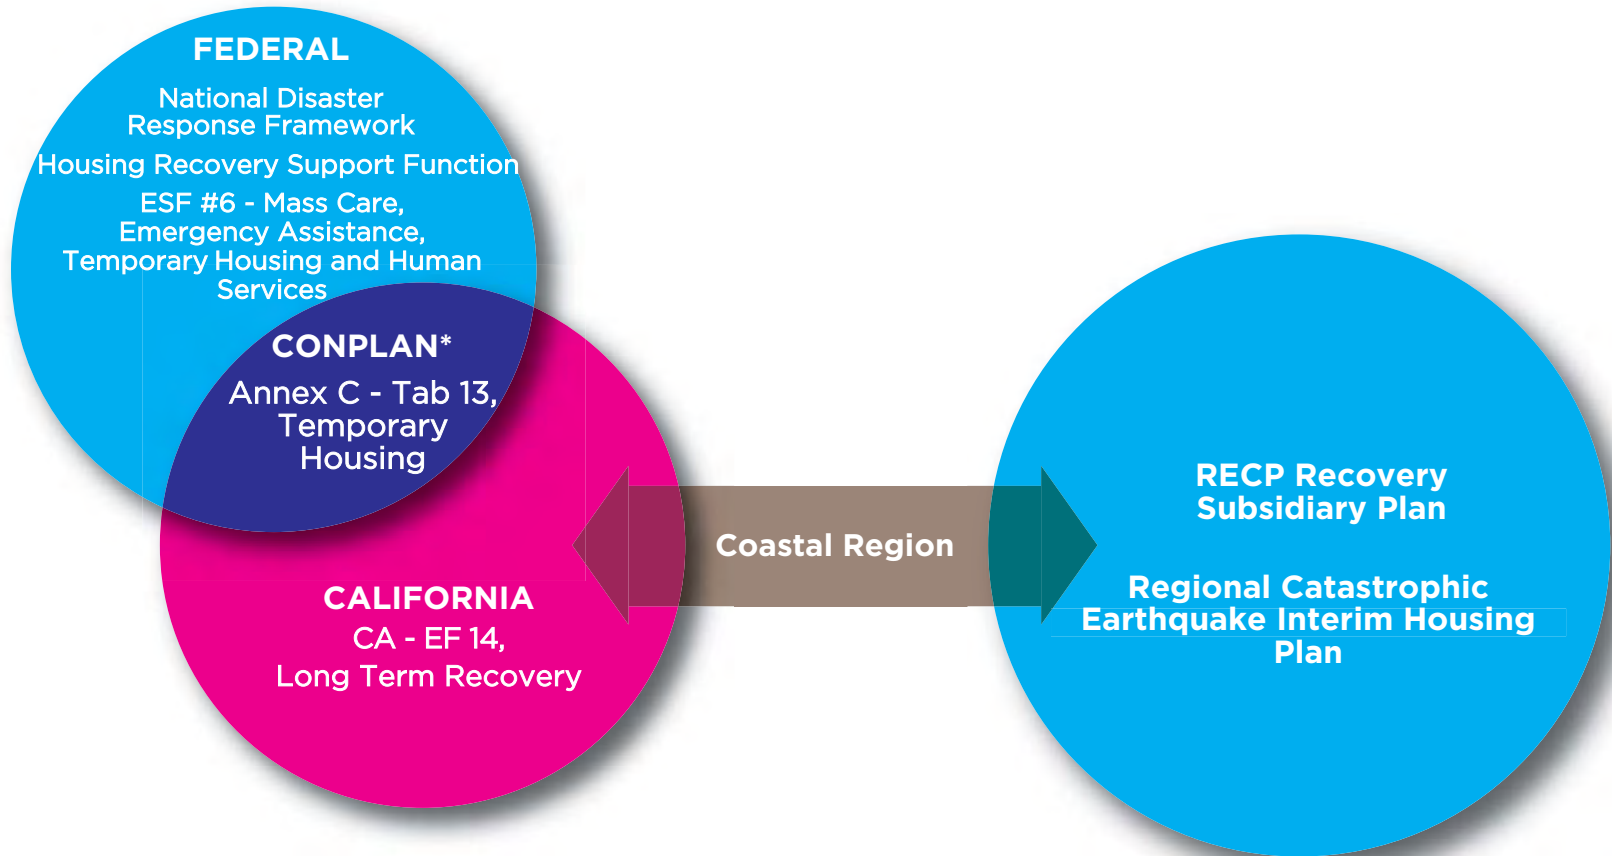 FEDERAL
National Disaster
Response Framework
Housing Recovery Support Function
ESF #6 - Mass Care,
Emergency Assistance,
Temporary Housing and Human
Services
CONPLAN*
Annex C - Tab 13,
Temporary
Housing
CALIFORNIA
CA - EF 14,
Long Term Recovery
Coastal Region
RECP Recovery
Subsidiary Plan
Regional Catastrophic
Earthquake Interim Housing
Plan